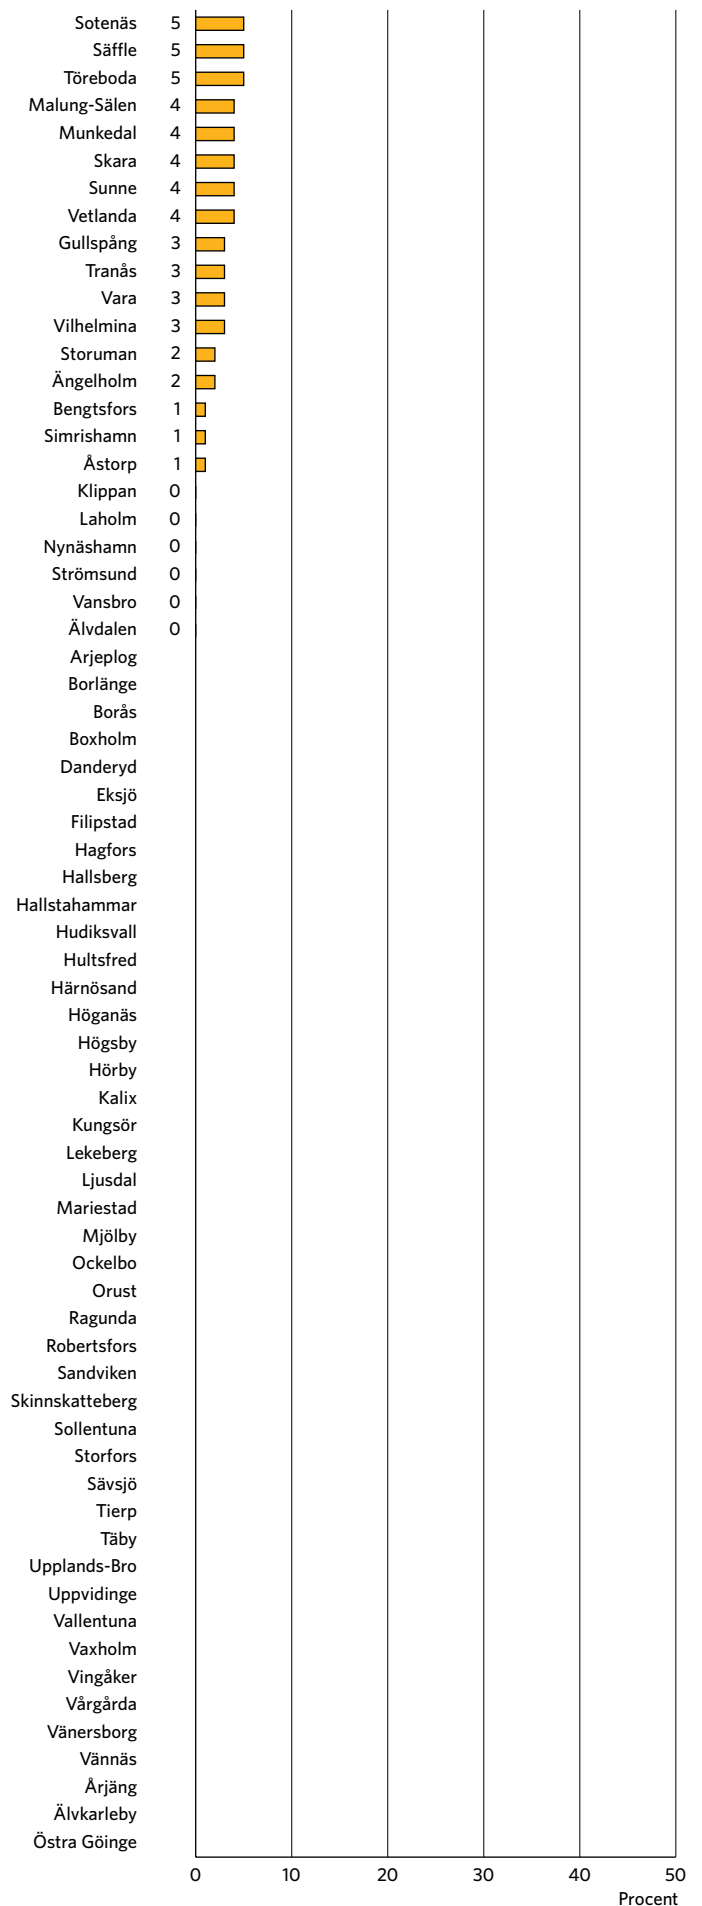 Sotenäs 5
Säffle 5
Töreboda 5
Malung-Sälen 4
Munkedal 4
Skara 4
Sunne 4
Vetlanda 4
Gullspång 3
Tranås 3
Vara 3
Vilhelmina 3
Storuman 2
Ängelholm 2
Bengtsfors 1
Simrishamn 1
Åstorp 1
Klippan 0
Laholm 0
Nynäshamn 0
Strömsund 0
Vansbro 0
Älvdalen 0
Arjeplog
Borlänge
Borås
Boxholm
Danderyd
Eksjö
Filipstad
Hagfors
Hallsberg
Hallstahammar
Hudiksvall
Hultsfred
Härnösand
Höganäs
Högsby
Hörby
Kalix
Kungsör
Lekeberg
Ljusdal
Mariestad
Mjölby
Ockelbo
Orust
Ragunda
Robertsfors
Sandviken
Skinnskatteberg
Sollentuna
Storfors
Sävsjö
Tierp
Täby
Upplands-Bro
Uppvidinge
Vallentuna
Vaxholm
Vingåker
Vårgårda
Vänersborg
Vännäs
Årjäng
Älvkarleby
Östra Göinge
0 10 20 30 40 50
Procent